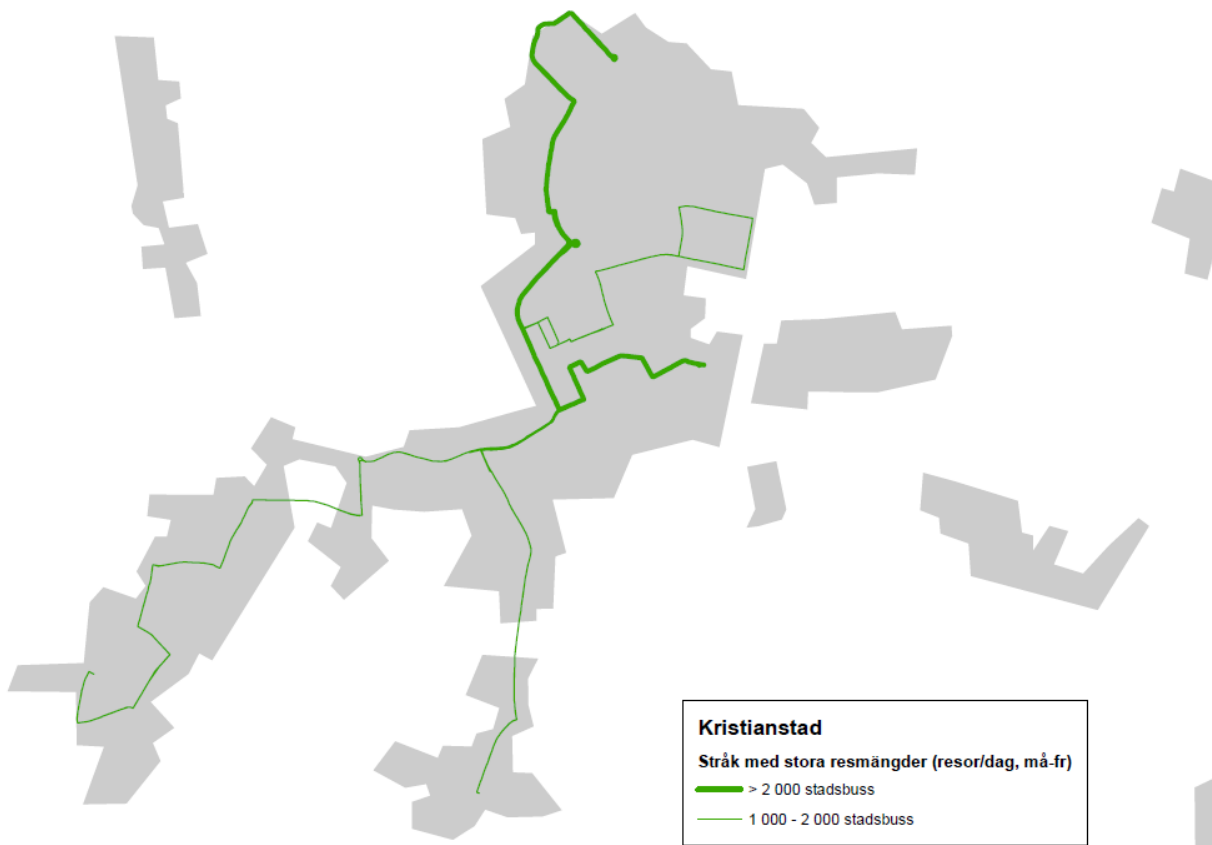 Kristianstad
Stråk med stora resmängder (resor/dag, må-fr)
> 2 000 stadsbuss
1 000 - 2 000 stadsbuss